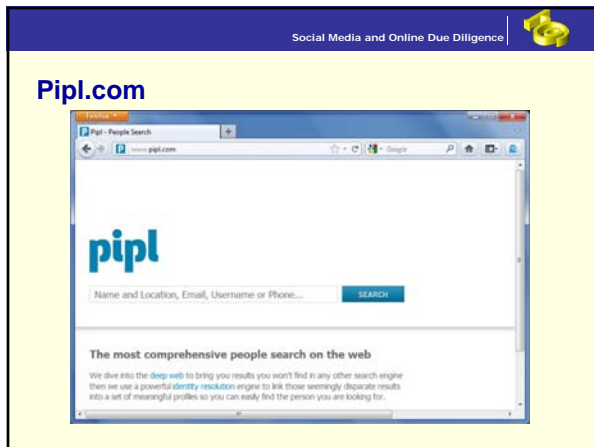 Social Media and Online Due Diligence
Pipl.com
Firefox
Pipl - People Search
www.pipl.com
Google
pipl
Name and Location, Email, Username or Phone...
SEARCH
The most comprehensive people search on the web
We dive into the deep web to bring you results you won't find in any other search engine
then we use a powerful identity resolution engine to link those seemingly disparate results
into a set of meaningful profiles so you can easily find the person you are looking for.